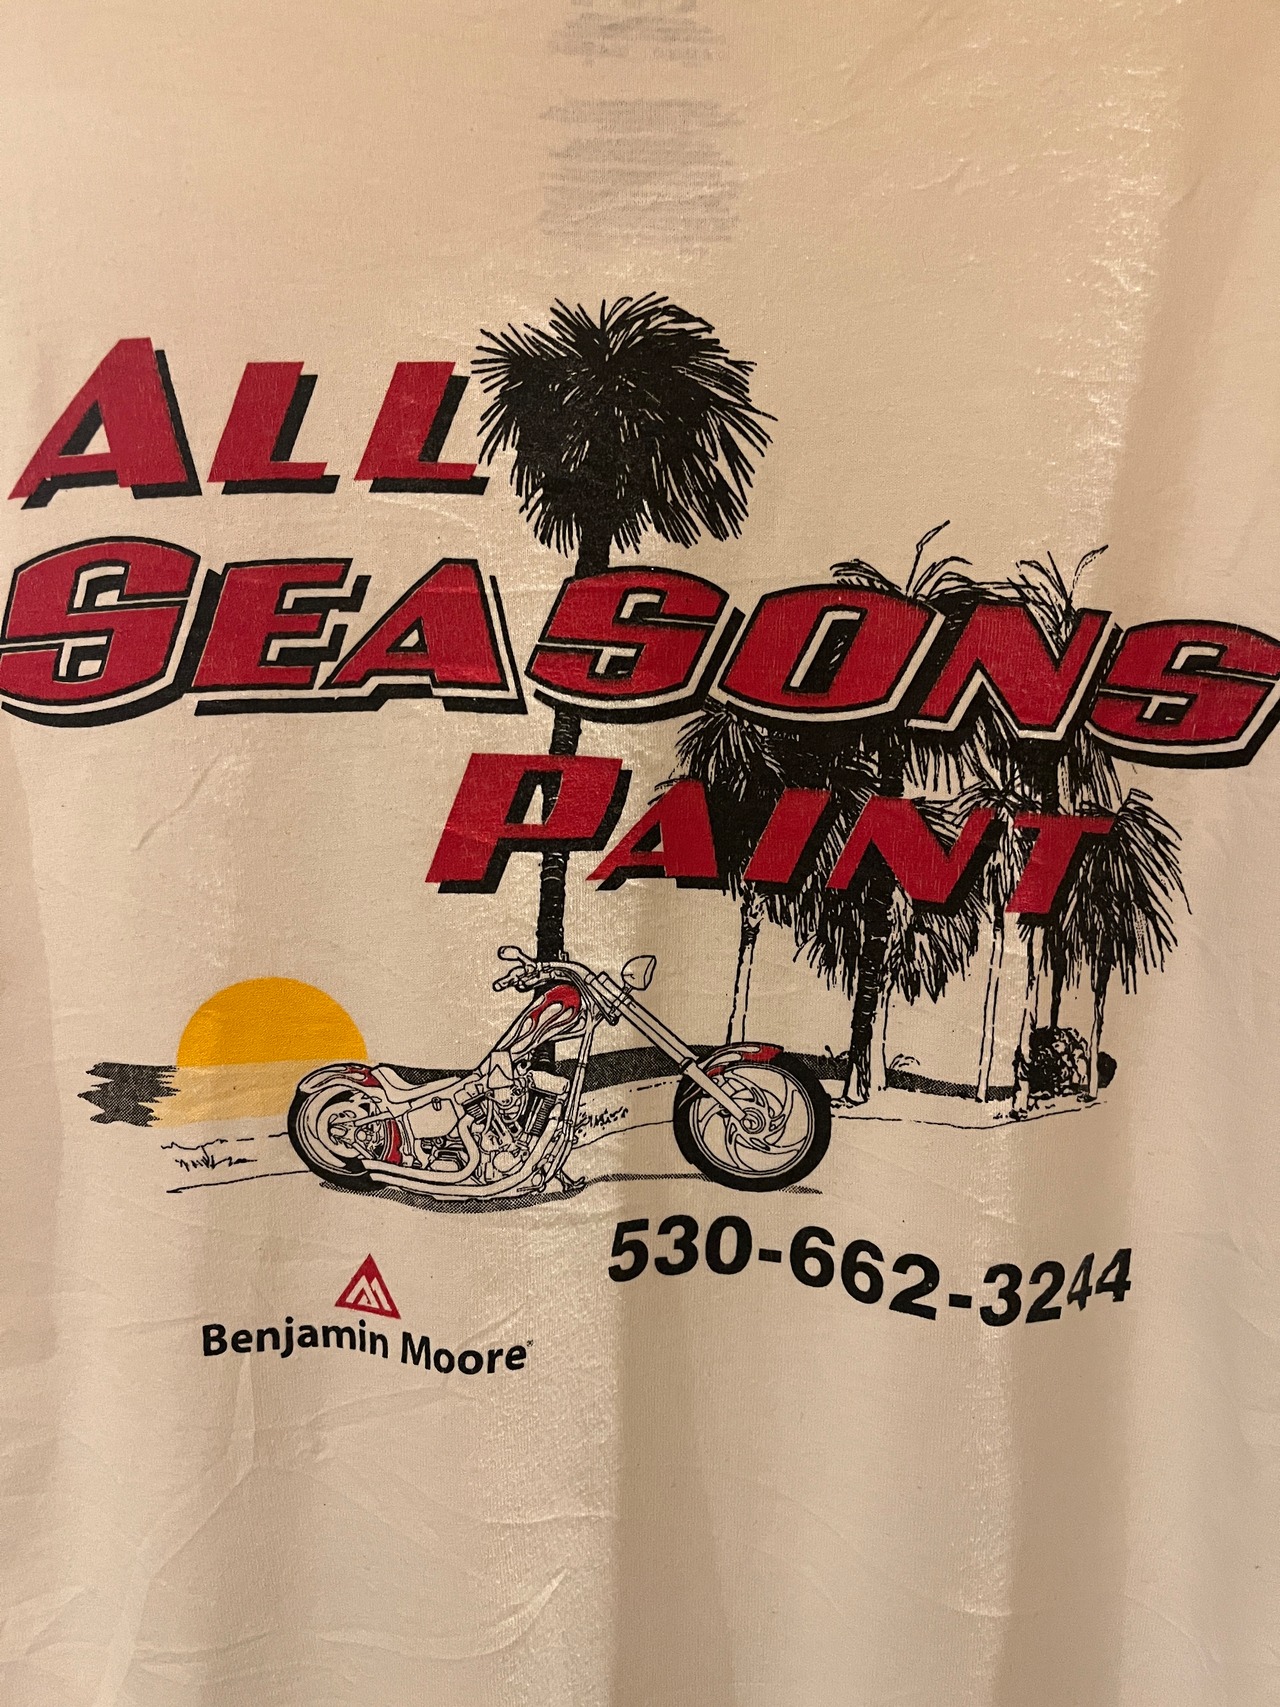 ALL
SEASONS
PAINT
530-662-3244
Benjamin Moore®